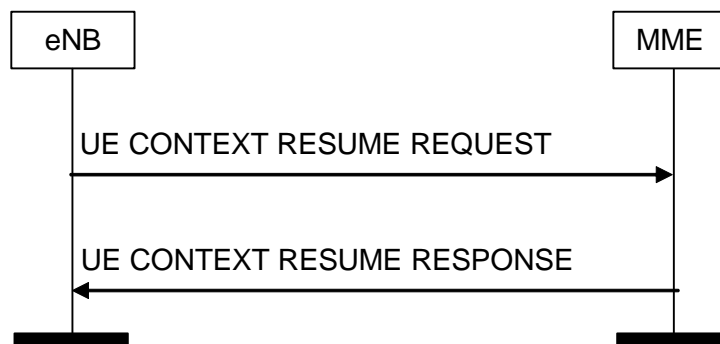 eNB
MME
UE CONTEXT RESUME REQUEST
UE CONTEXT RESUME RESPONSE